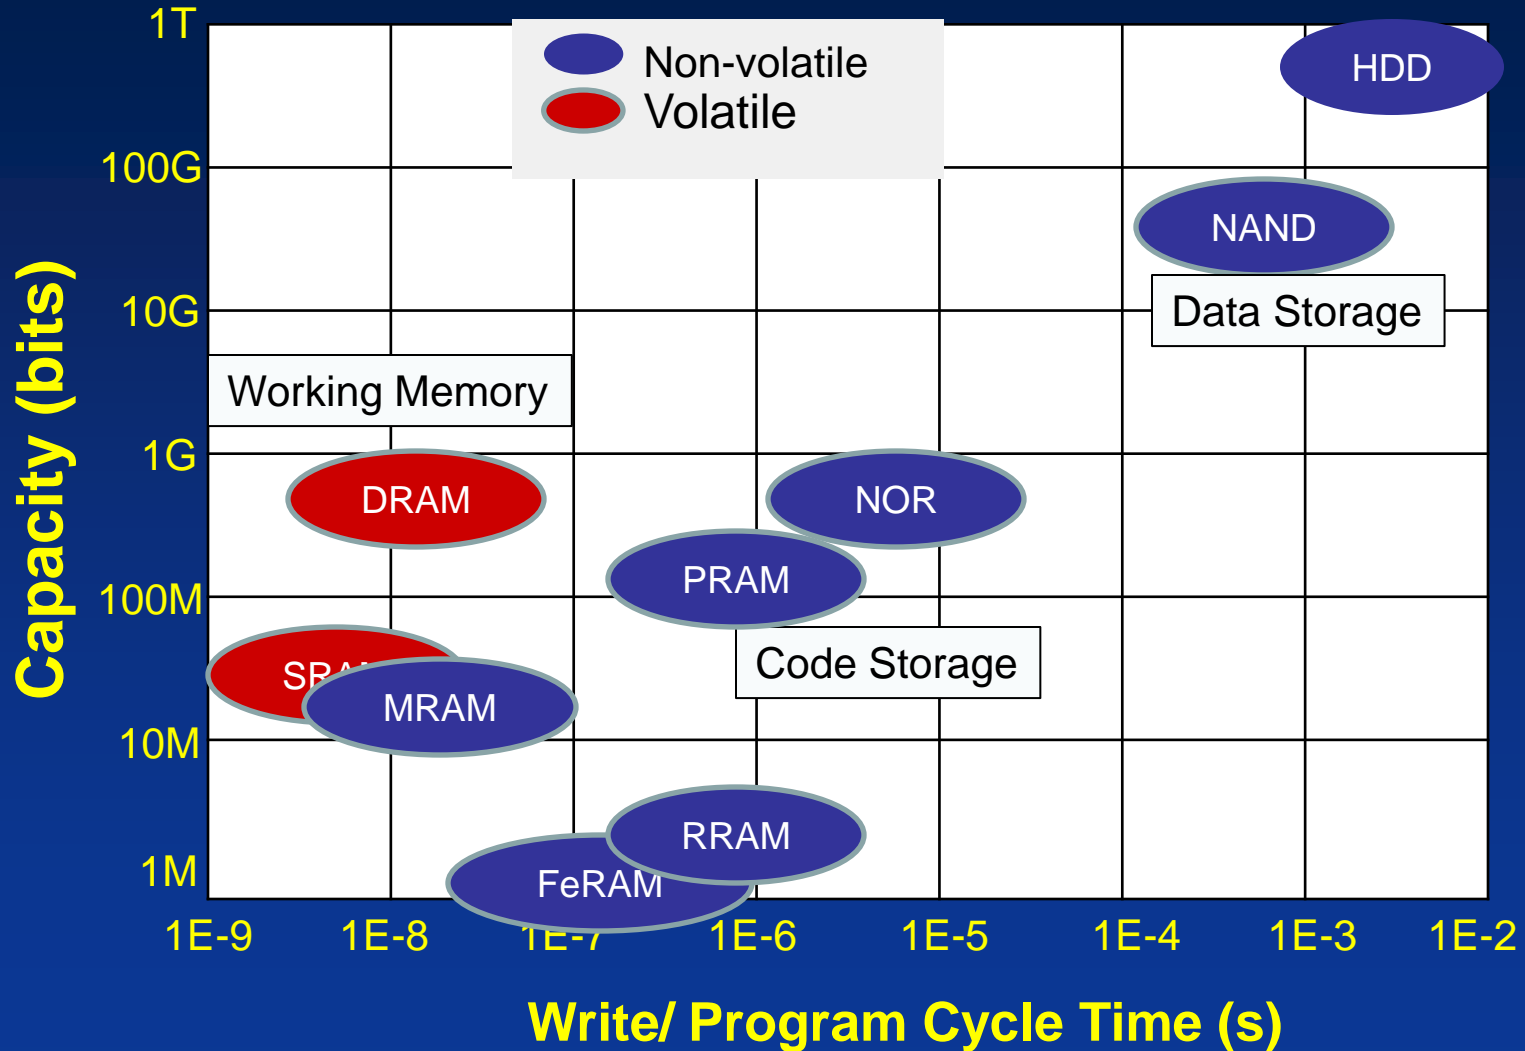 1T
Non-volatile
Volatile
HDD
100G
NAND
10G
Data Storage
Working Memory
1G
DRAM
NOR
PRAM
100M
Code Storage
MRAM
10M
RRAM
1M
FeRAM
1E-9 1E-8 1E-7 1E-6 1E-5 1E-4 1E-3 1E-2
Capacity (bits)
Write/ Program Cycle Time (s)